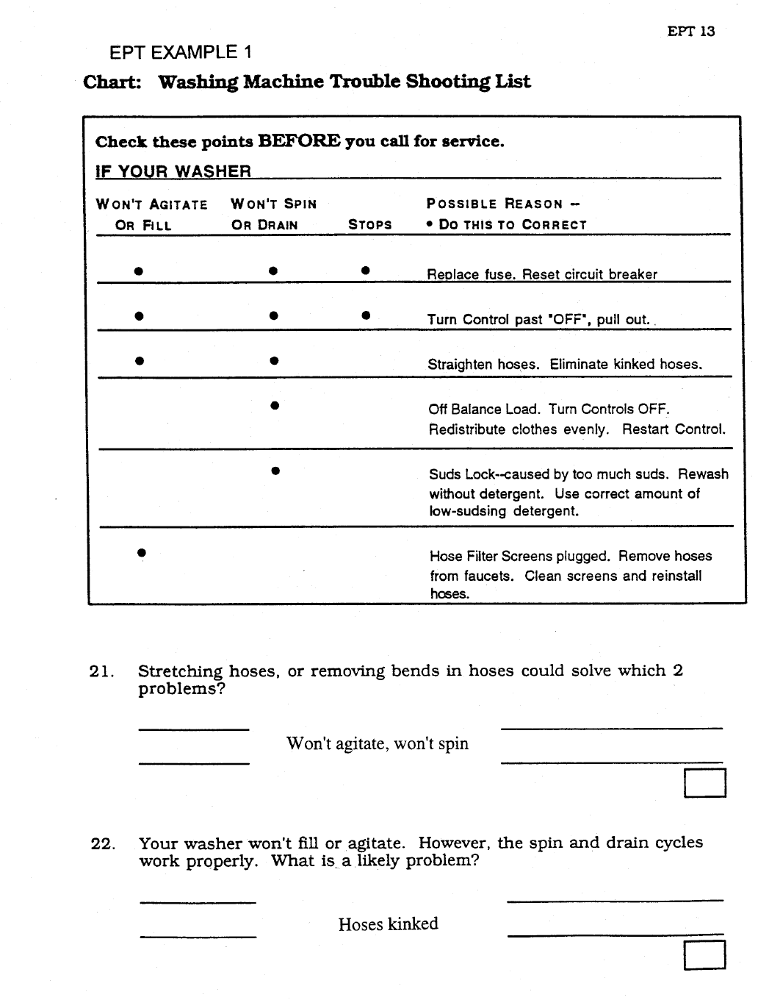 EPT 13
EPT EXAMPLE 1
Chart: Washing Machine Trouble Shooting List
Check these points BEFORE you call for service.
IF YOUR WASHER
WON'T AGITATE WON'T SPIN POSSIBLE REASON –
OR FILL OR DRAIN STOPS • DO THIS TO CORRECT
• • • Replace fuse. Reset circuit breaker
• • • Turn Control past "OFF", pull out.
• • Straighten hoses. Eliminate kinked hoses.
• Off Balance Load. Turn Controls OFF.
Redistribute clothes evenly. Restart Control.
• Suds Lock--caused by too much suds. Rewash
without detergent. Use correct amount of
low-sudsing detergent.
• Hose Filter Screens plugged. Remove hoses
from faucets. Clean screens and reinstall
hoses.
21. Stretching hoses, or removing bends in hoses could solve which 2
problems?
Won't agitate, won't spin
22. Your washer won't fill or agitate. However, the spin and drain cycles
work properly. What is a likely problem?
Hoses kinked